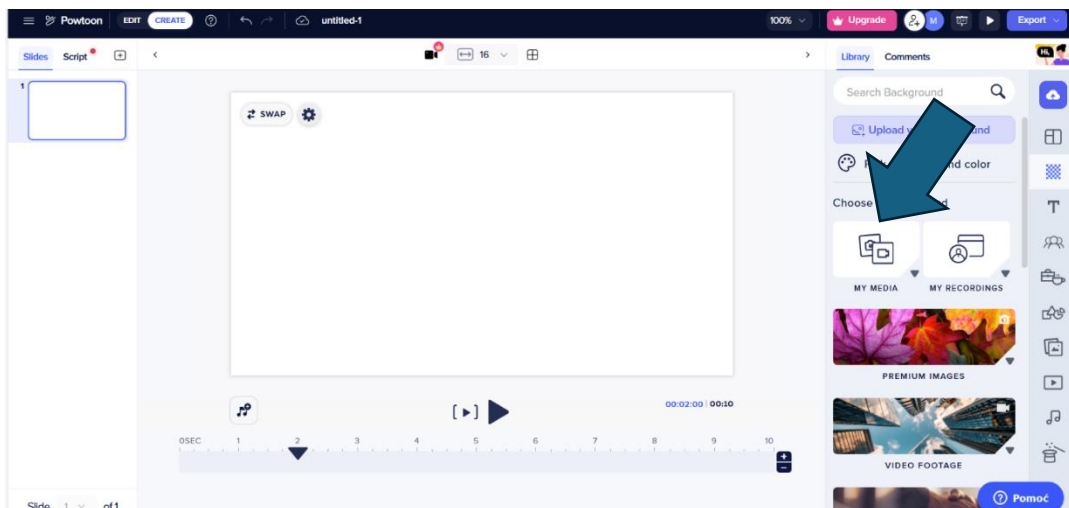 Powtoon EDIT CREATE untitled-1 100% Upgrade M Export
Slides Script 16 Library Comments Hi,
1
Search Background
SWAP
Upload
nd
nd color
Choose
MY MEDIA MY RECORDINGS
PREMIUM IMAGES
00:02:00 00:10
0SEC 1 2 3 4 5 6 7 8 9 10
VIDEO FOOTAGE
Slide 1 of 1
Pomoć